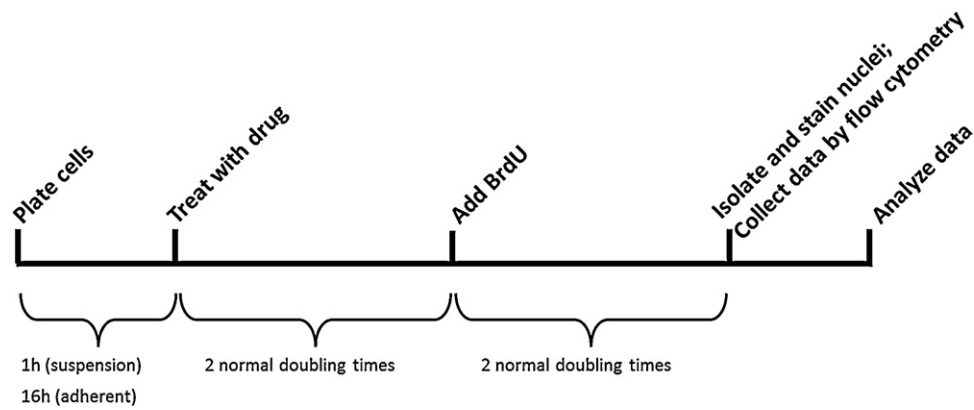 Plate cells
Treat with drug
Add BrdU
Isolate and stain nuclei;
Collect data by flow cytometry
Analyze data
1h (suspension)
16h (adherent)
2 normal doubling times
2 normal doubling times